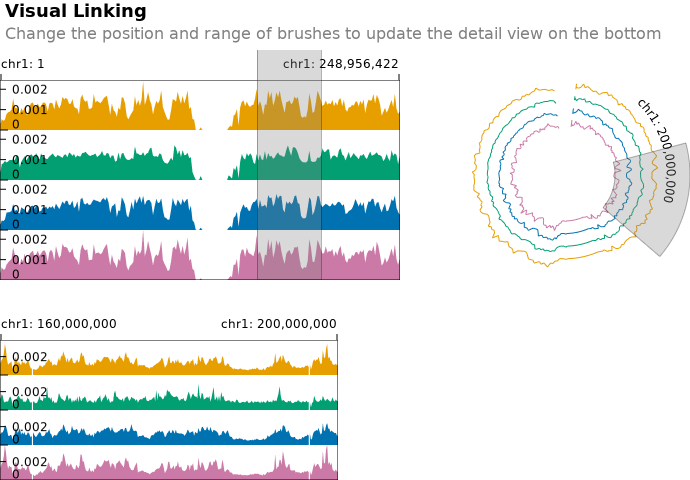 Visual Linking
Change the position and range of brushes to update the detail view on the bottom
chr1: 1
chr1: 248,956,422
0.002
0.001
0
0.002
0.001
0
0.002
0.001
0
0.002
0.001
0
chr1: 200,000,000
chr1: 160,000,000
chr1: 200,000,000
0.002
0
0.002
0
0.002
0
0.002
0